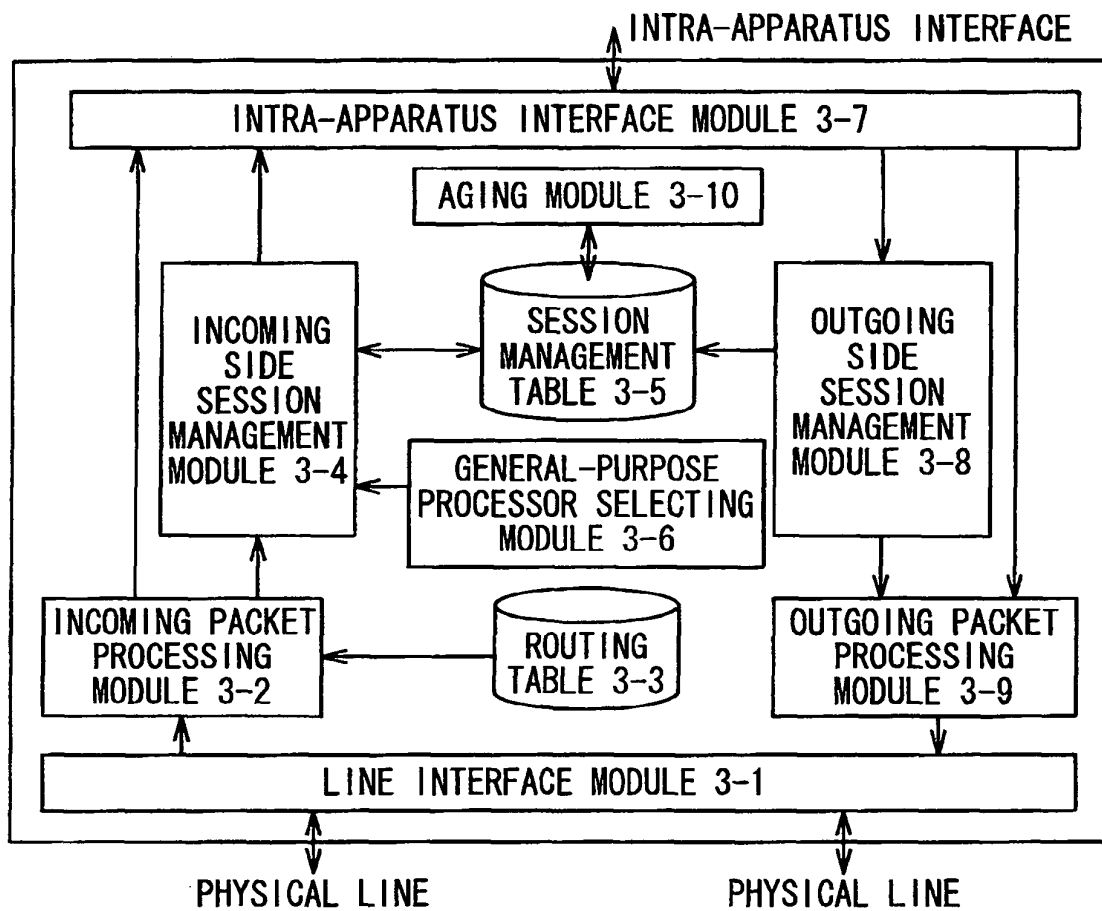 INTRA-APPARATUS INTERFACE
INTRA-APPARATUS INTERFACE MODULE 3-7
AGING MODULE 3-10
INCOMING
SIDE
SESSION
MANAGEMENT
MODULE 3-4
SESSION
MANAGEMENT
TABLE 3-5
OUTGOING
SIDE
SESSION
MANAGEMENT
MODULE 3-8
GENERAL-PURPOSE
PROCESSOR SELECTING
MODULE 3-6
INCOMING PACKET
PROCESSING
MODULE 3-2
ROUTING
TABLE 3-3
OUTGOING PACKET
PROCESSING
MODULE 3-9
LINE INTERFACE MODULE 3-1
PHYSICAL LINE
PHYSICAL LINE